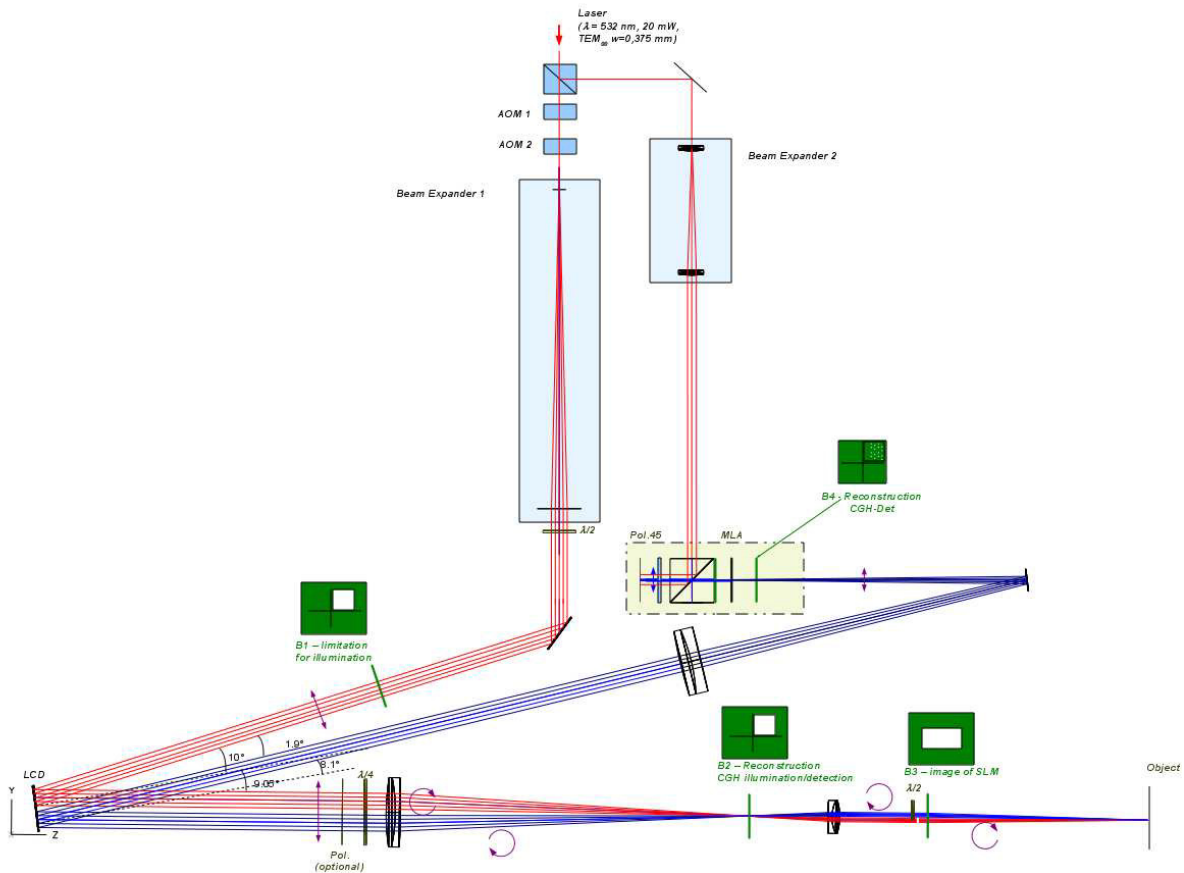 Laser
(λ = 532 nm, 20 mW,
TEM₀₀ w=0,375 mm)
AOM 1
AOM 2
Beam Expander 1
Beam Expander 2
λ/2
B4 - Reconstruction
CGH-Det
Pol.45
MLA
B1 – limitation
for illumination
1.9°
10°
8.1°
9.05°
LCD
Y
Z
λ/4
Pol.
(optional)
B2 – Reconstruction
CGH illumination/detection
B3 – image of SLM
λ/2
Object